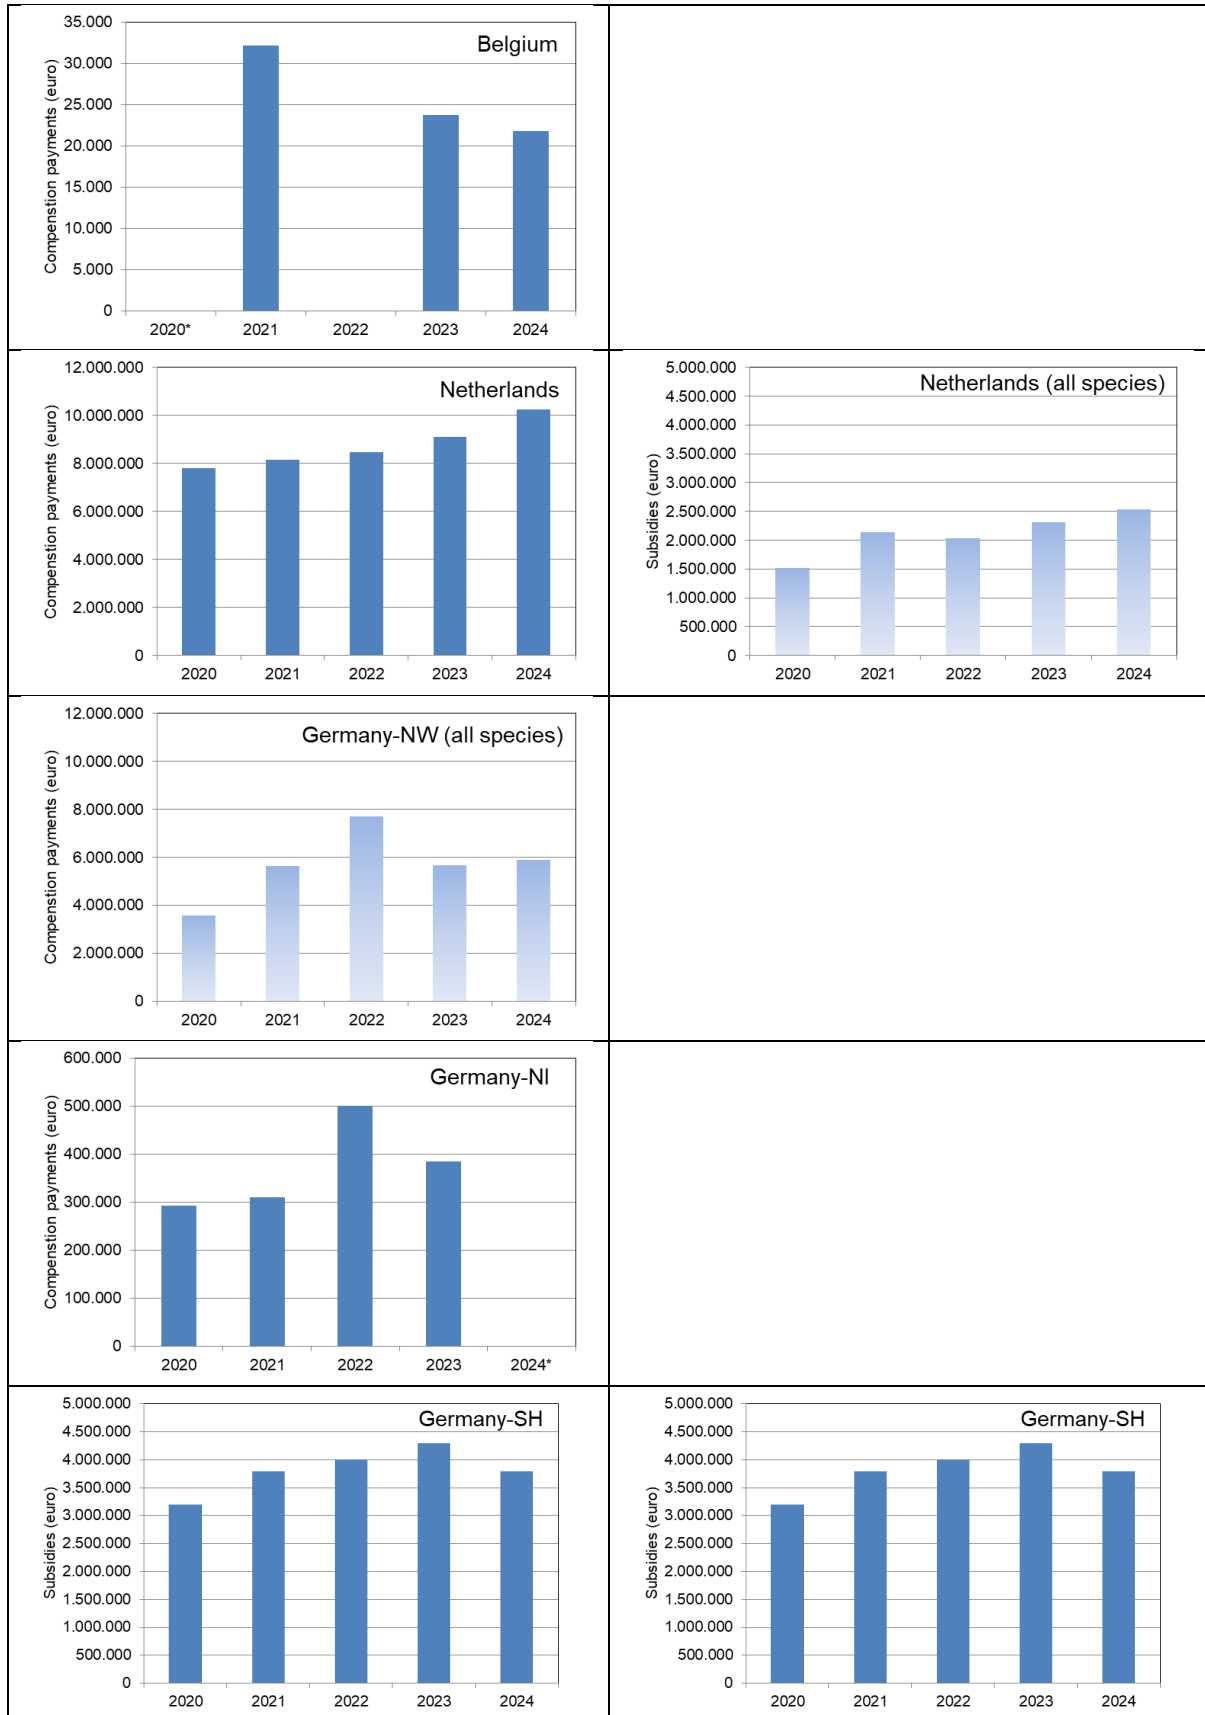 Belgium
Compenstion payments (euro)
35.000
30.000
25.000
20.000
15.000
10.000
5.000
0
2020* 2021 2022 2023 2024
Netherlands
Compenstion payments (euro)
12.000.000
10.000.000
8.000.000
6.000.000
4.000.000
2.000.000
0
2020 2021 2022 2023 2024
Netherlands (all species)
Subsidies (euro)
5.000.000
4.500.000
4.000.000
3.500.000
3.000.000
2.500.000
2.000.000
1.500.000
1.000.000
500.000
0
2020 2021 2022 2023 2024
Germany-NW (all species)
Compenstion payments (euro)
12.000.000
10.000.000
8.000.000
6.000.000
4.000.000
2.000.000
0
2020 2021 2022 2023 2024
Germany-NI
Compenstion payments (euro)
600.000
500.000
400.000
300.000
200.000
100.000
0
2020 2021 2022 2023 2024*
Germany-SH
Subsidies (euro)
5.000.000
4.500.000
4.000.000
3.500.000
3.000.000
2.500.000
2.000.000
1.500.000
1.000.000
500.000
0
2020 2021 2022 2023 2024
Germany-SH
Subsidies (euro)
5.000.000
4.500.000
4.000.000
3.500.000
3.000.000
2.500.000
2.000.000
1.500.000
1.000.000
500.000
0
2020 2021 2022 2023 2024